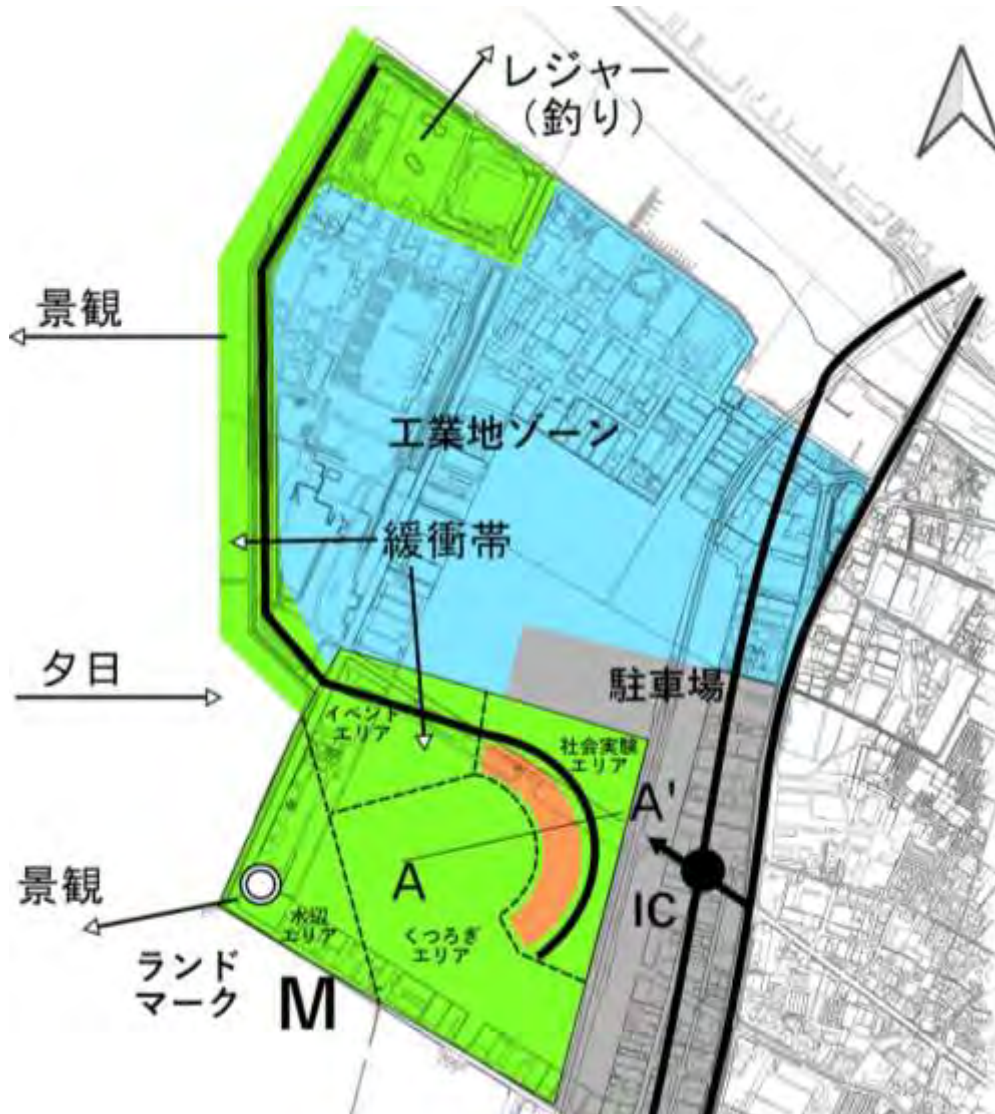 レジャー
（釣り）
景観
工業地ゾーン
緩衝帯
夕日
駐車場
イベント
エリア
社会実験
エリア
A'
A
景観
IC
水辺
エリア
くつろぎ
エリア
ランド
マーク
M